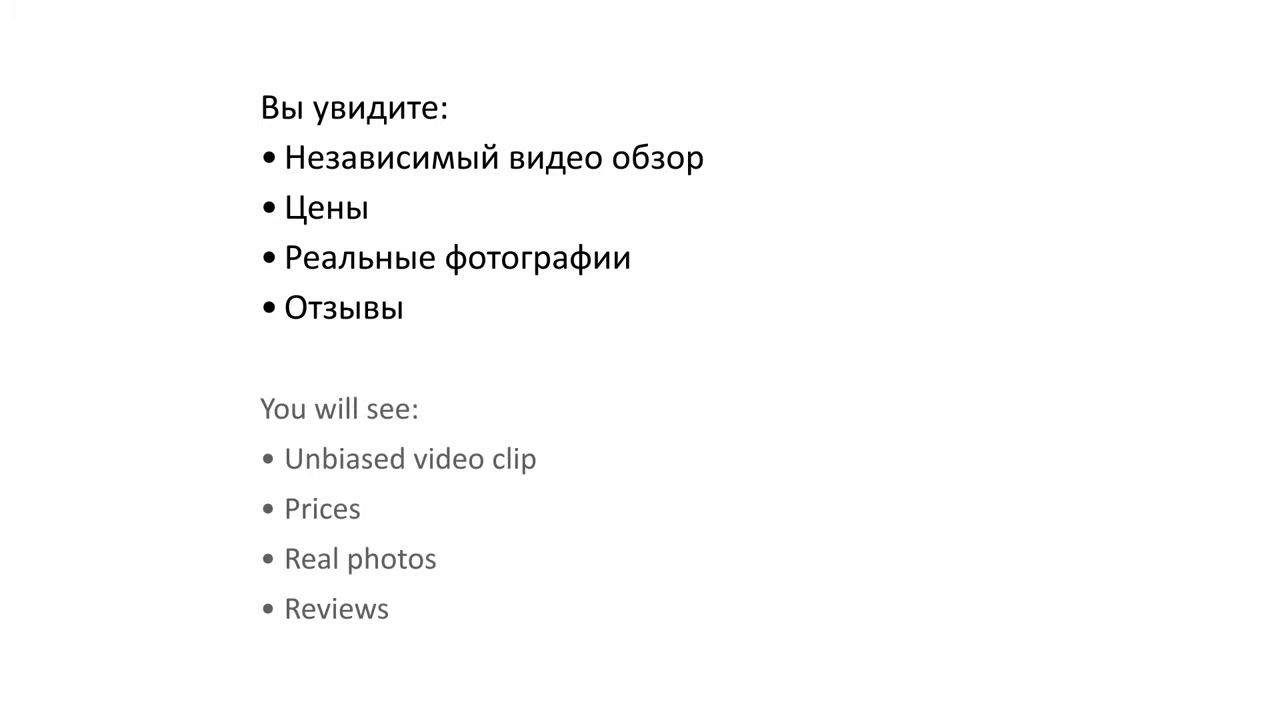 Вы увидите:
• Независимый видео обзор
• Цены
• Реальные фотографии
• Отзывы
You will see:
• Unbiased video clip
• Prices
• Real photos
• Reviews